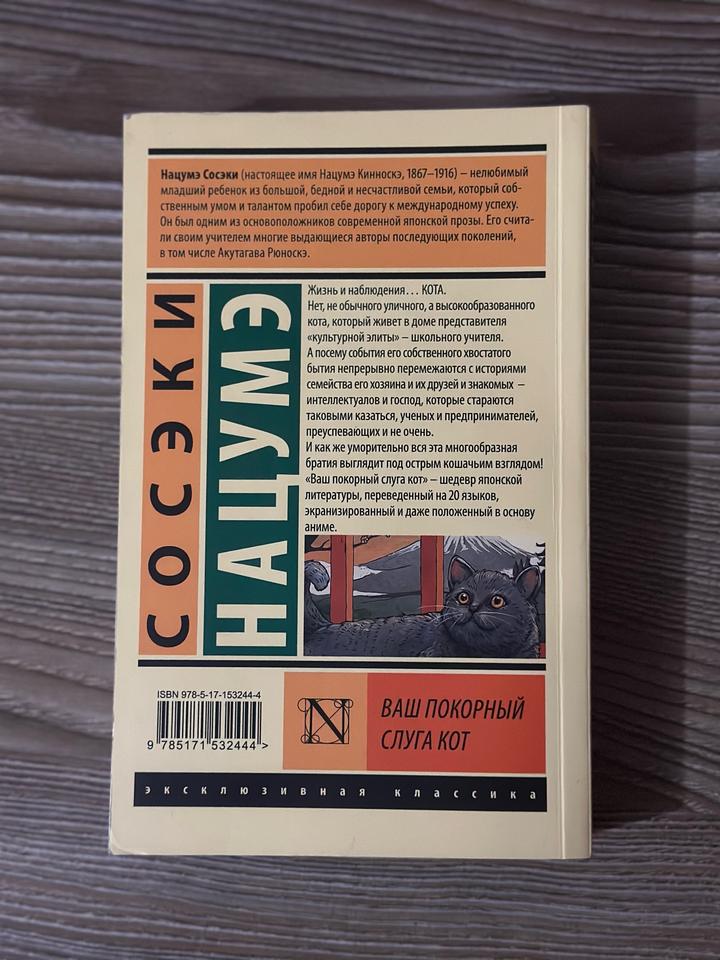 Нацумэ Сосэки (настоящее имя Нацумэ Кинноскэ, 1867–1916) – нелюбимый
младший ребенок из большой, бедной и несчастливой семьи, который соб-
ственным умом и талантом пробил себе дорогу к международному успеху.
Он был одним из основоположников современной японской прозы. Его счита-
ли своим учителем многие выдающиеся авторы последующих поколений,
в том числе Акутагава Рюноскэ.
СОСЭКИ
НАЦУМЭ
Жизнь и наблюдения... КОТА.
Нет, не обычного уличного, а высокообразованного
кота, который живет в доме представителя
«культурной элиты» – школьного учителя.
А посему события его собственного хвостатого
бытия непрерывно перемежаются с историями
семейства его хозяина и их друзей и знакомых –
интеллектуалов и господ, которые стараются
таковыми казаться, ученых и предпринимателей,
преуспевающих и не очень.
И как же уморительно вся эта многообразная
братия выглядит под острым кошачьим взглядом!
«Ваш покорный слуга кот» – шедевр японской
литературы, переведенный на 20 языков,
экранизированный и даже положенный в основу
аниме.
ISBN 978-5-17-153244-4
9 785171 532444 >
N
ВАШ ПОКОРНЫЙ
СЛУГА КОТ
эксклюзивная классика